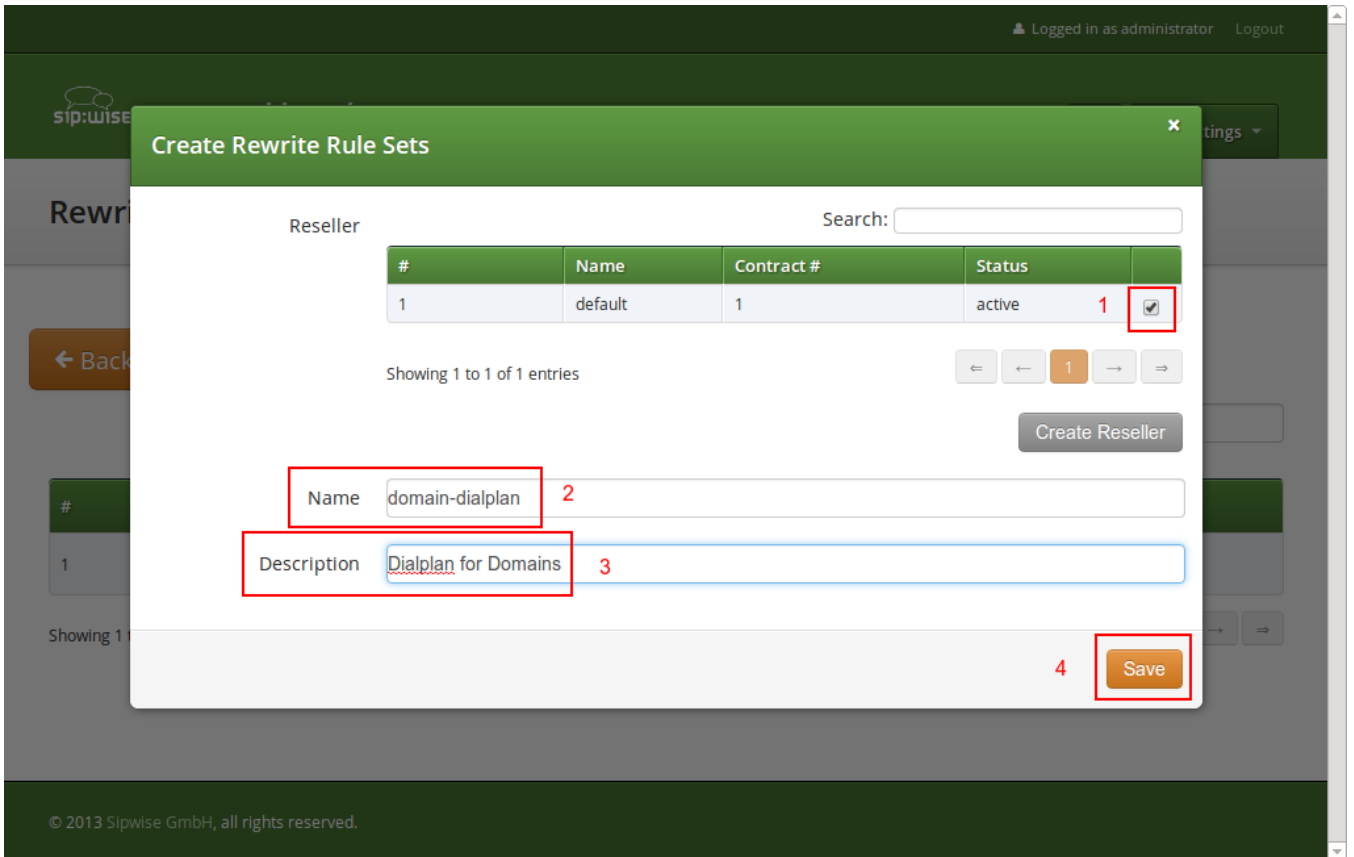 Logged in as administrator Logout
sip:wise
tings
Create Rewrite Rule Sets ×
Rewri
Reseller
Search:
# Name Contract # Status
1 default 1 active 1
← Back
Showing 1 to 1 of 1 entries
⇐ ← 1 → ⇒
Create Reseller
Name domain-dialplan 2
#
Description Dialplan for Domains 3
1
Showing 1
→ ⇒
4 Save
© 2013 Sipwise GmbH, all rights reserved.